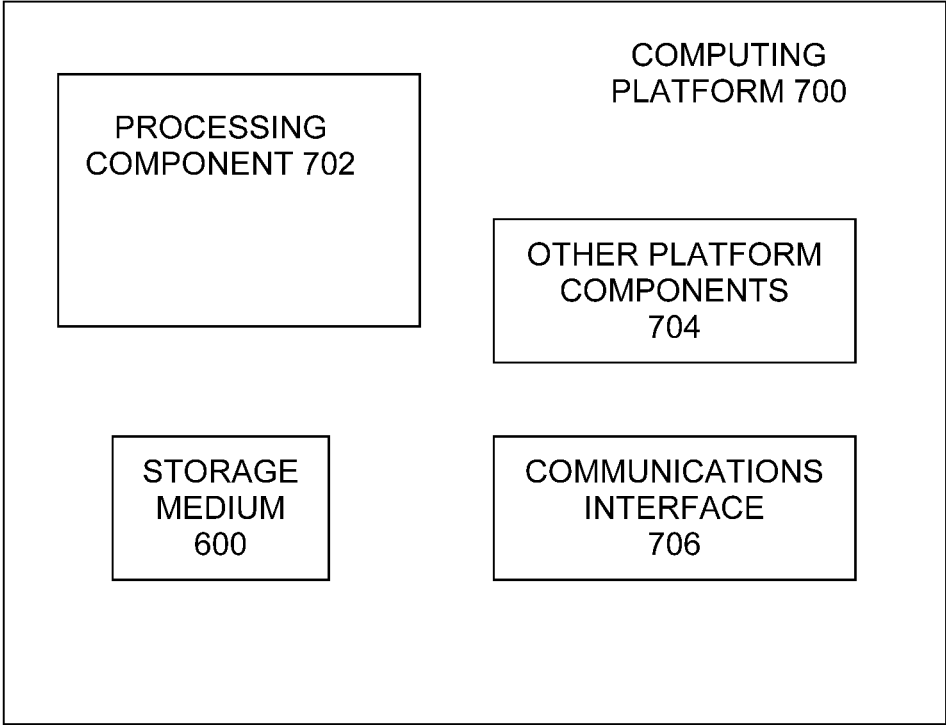 COMPUTING
PLATFORM 700
PROCESSING
COMPONENT 702
OTHER PLATFORM
COMPONENTS
704
STORAGE
MEDIUM
600
COMMUNICATIONS
INTERFACE
706